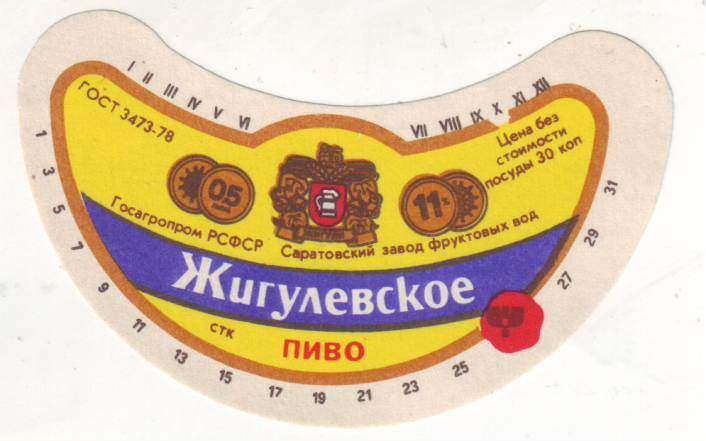 I II III IV V VI VII VIII IX X XI XII
ГОСТ 3473-78
Цена без
стоимости
посуды 30 коп
05
11%
Госагропром РСФСР Саратовский завод фруктовых вод
Жигулевское
стк
ПИВО
1 3 5 7 9 11 13 15 17 19 21 23 25 27 29 31